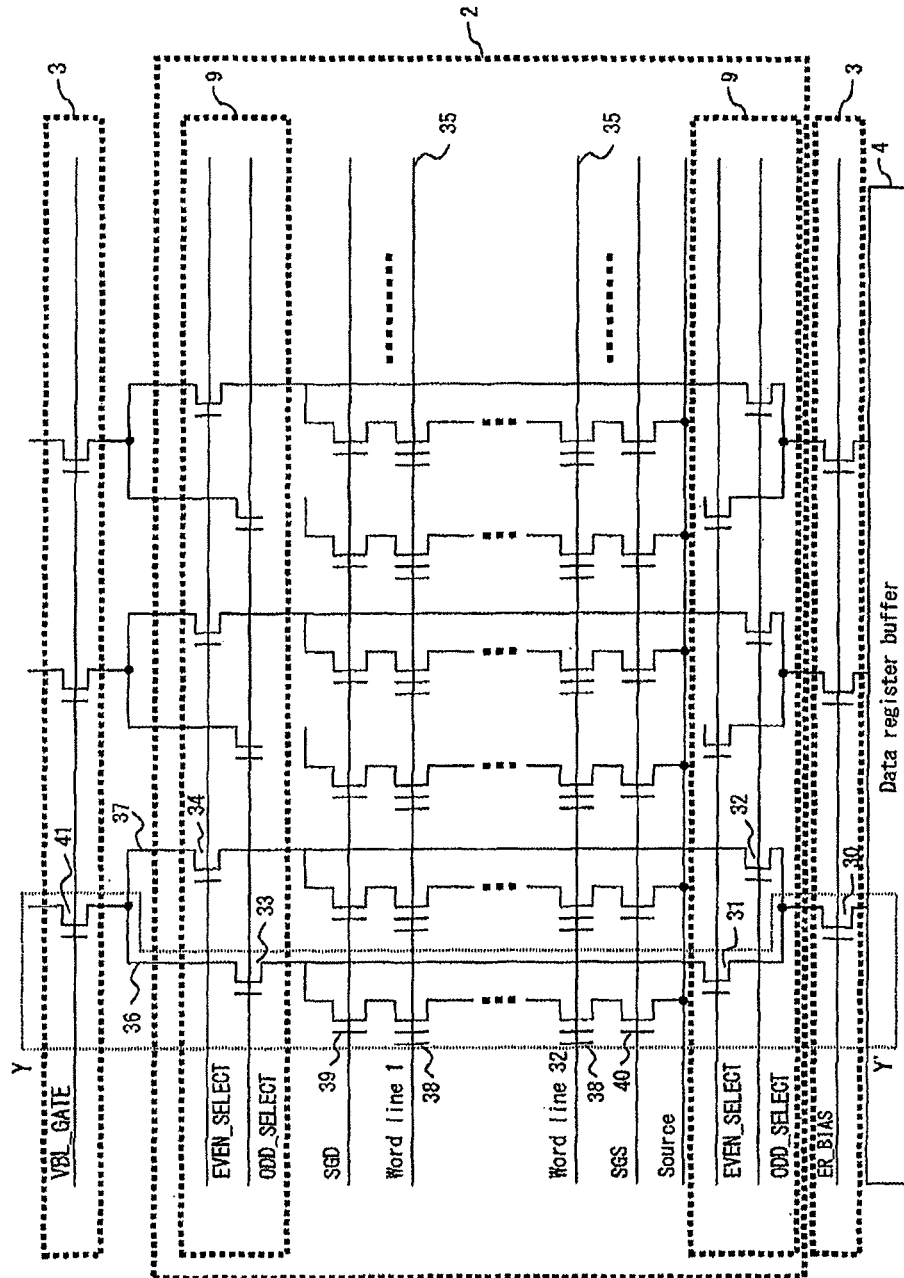 2
3
9
9
3
4
35
35
Y
VBL_GATE
41
EVEN_SELECT
ODD_SELECT
36
33
37
34
SGD
39
Word line 1
38
Word line 32
38
SGS
40
Source
EVEN_SELECT
31
ODD_SELECT
32
Y'
ER_BIAS
30
Data register buffer